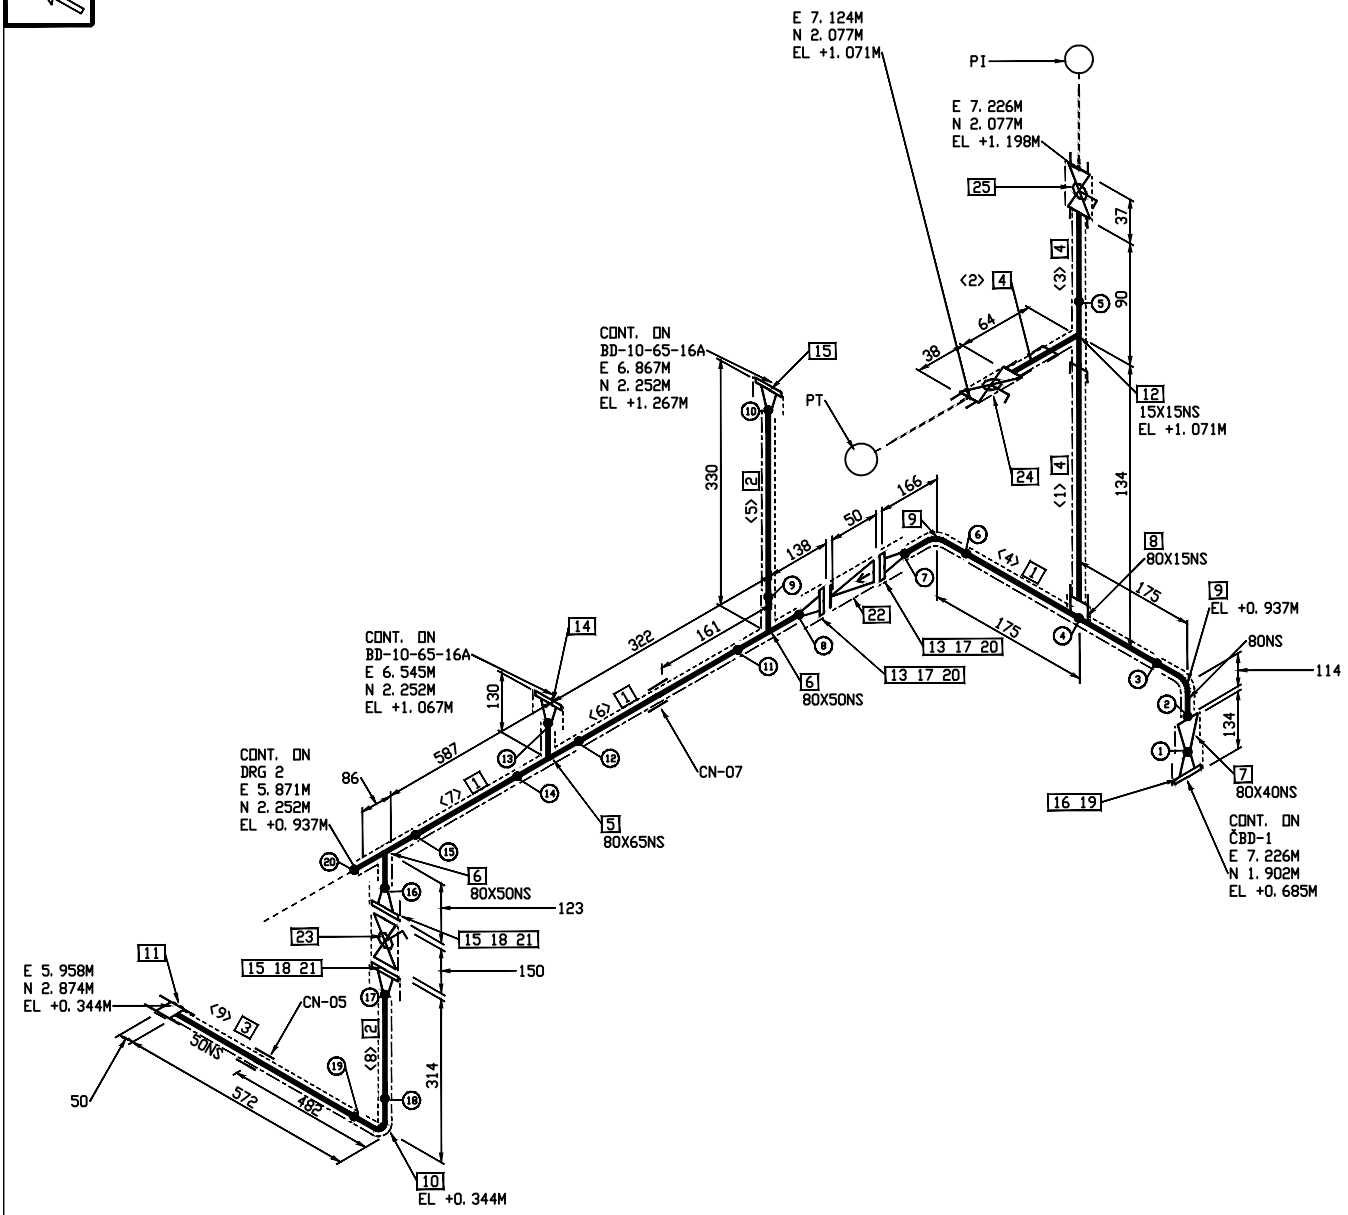 E 7. 124M
N 2. 077M
EL +1. 071M
PI
E 7. 226M
N 2. 077M
EL +1. 198M
25
37
<3> 4
<2> 4
5
90
64
38
CONT. ON
BD-10-65-16A
E 6. 867M
N 2. 252M
EL +1. 267M
15
10
PT
12
15X15NS
EL +1. 071M
24
<1> 4
134
330
<5> 2
166
50
138
9
6
<4> 1
8
80X15NS
175
9
EL +0. 937M
80NS
114
7
22
175
4
3
2
134
1
7
80X40NS
16 19
CONT. ON
ČBD-1
E 7. 226M
N 1. 902M
EL +0. 685M
9
8
13 17 20
13 17 20
6
80X50NS
161
322
11
14
CONT. ON
BD-10-65-16A
E 6. 545M
N 2. 252M
EL +1. 067M
130
<6> 1
13
12
CN-07
587
CONT. ON
DRG 2
E 5. 871M
N 2. 252M
EL +0. 937M
86
<7> 1
14
5
80X65NS
15
20
6
80X50NS
16
123
23
15 18 21
15 18 21
150
17
11
E 5. 958M
N 2. 874M
EL +0. 344M
<9> 3
CN-05
50NS
<8> 2
19
18
314
50
572
482
10
EL +0. 344M